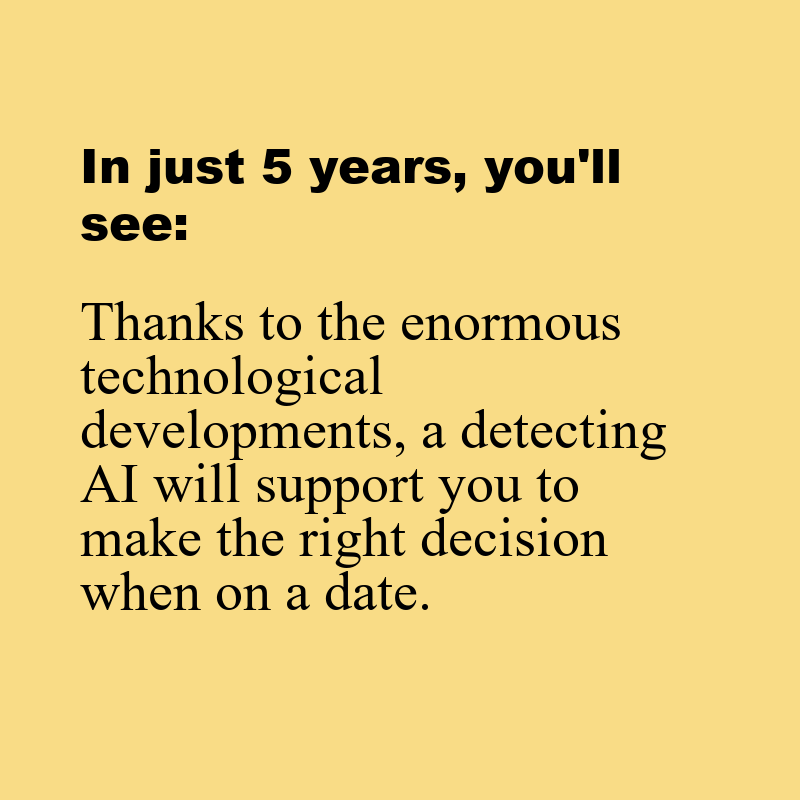 In just 5 years, you'll
see:
Thanks to the enormous
technological
developments, a detecting
AI will support you to
make the right decision
when on a date.